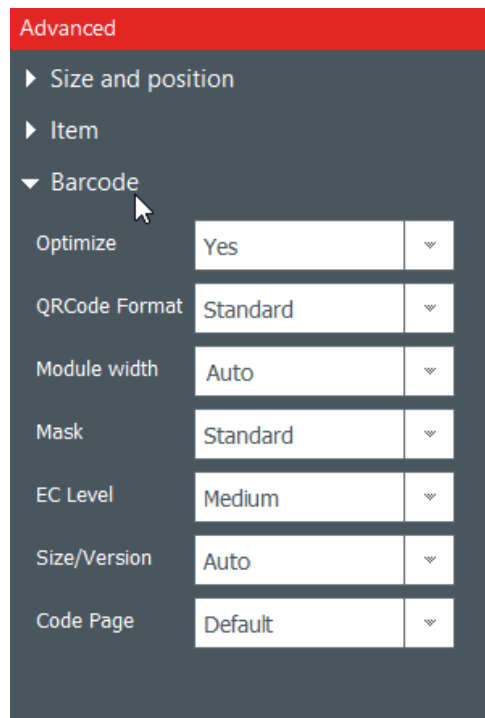 Advanced
Size and position
Item
Barcode
Optimize Yes
QRCode Format Standard
Module width Auto
Mask Standard
EC Level Medium
Size/Version Auto
Code Page Default